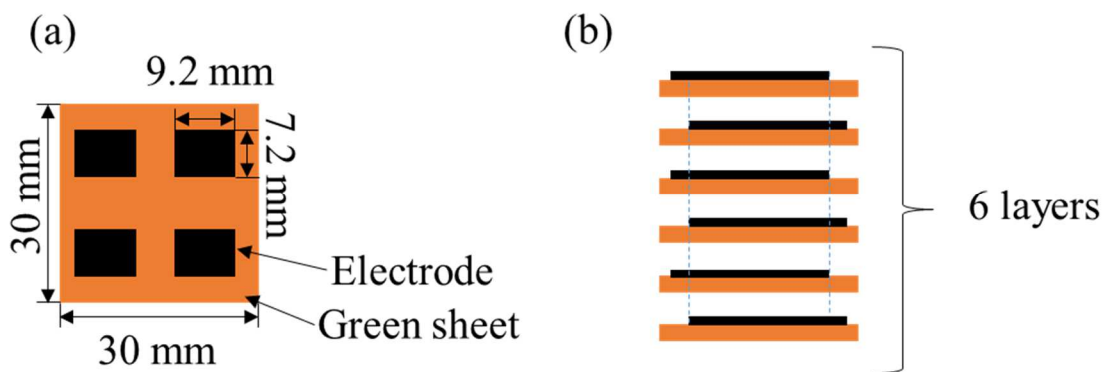 (a)
9.2 mm
7.2 mm
30 mm
Electrode
Green sheet
30 mm
(b)
6 layers